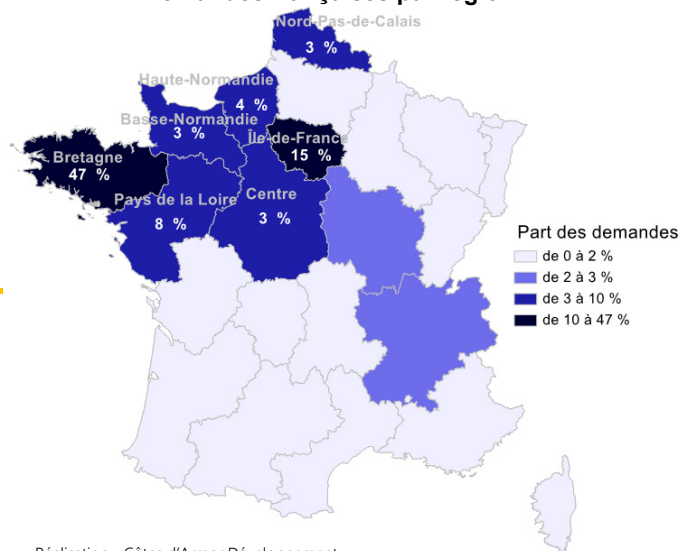 Nord-Pas-de-Calais
3 %
Haute-Normandie
4 %
Basse-Normandie
3 %
Île-de-France
15 %
Bretagne
47 %
Pays de la Loire
8 %
Centre
3 %
Part des demandes
de 0 à 2 %
de 2 à 3 %
de 3 à 10 %
de 10 à 47 %